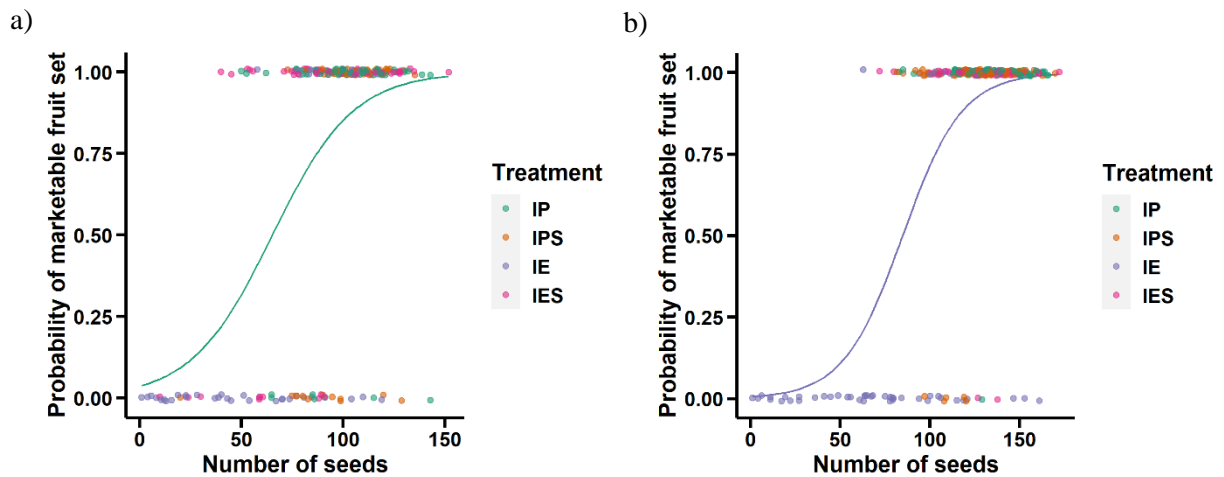 a)
Probability of marketable fruit set
1.00
0.75
0.50
0.25
0.00
0
50
100
150
Number of seeds
Treatment
IP
IPS
IE
IES
b)
Probability of marketable fruit set
1.00
0.75
0.50
0.25
0.00
0
50
100
150
Number of seeds
Treatment
IP
IPS
IE
IES